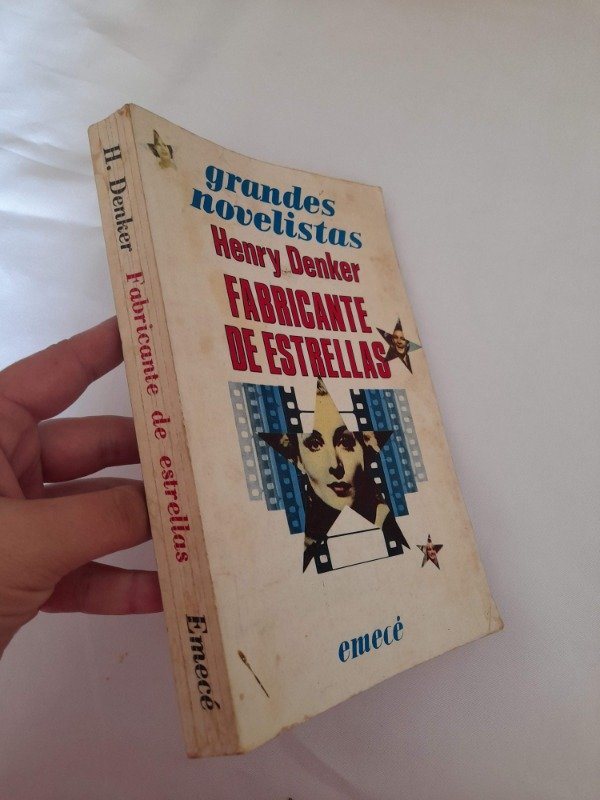 grandes
novelistas
Henry Denker
FABRICANTE
DE ESTRELLAS
emecé
H. Denker Fabricante de estrellas Emecé